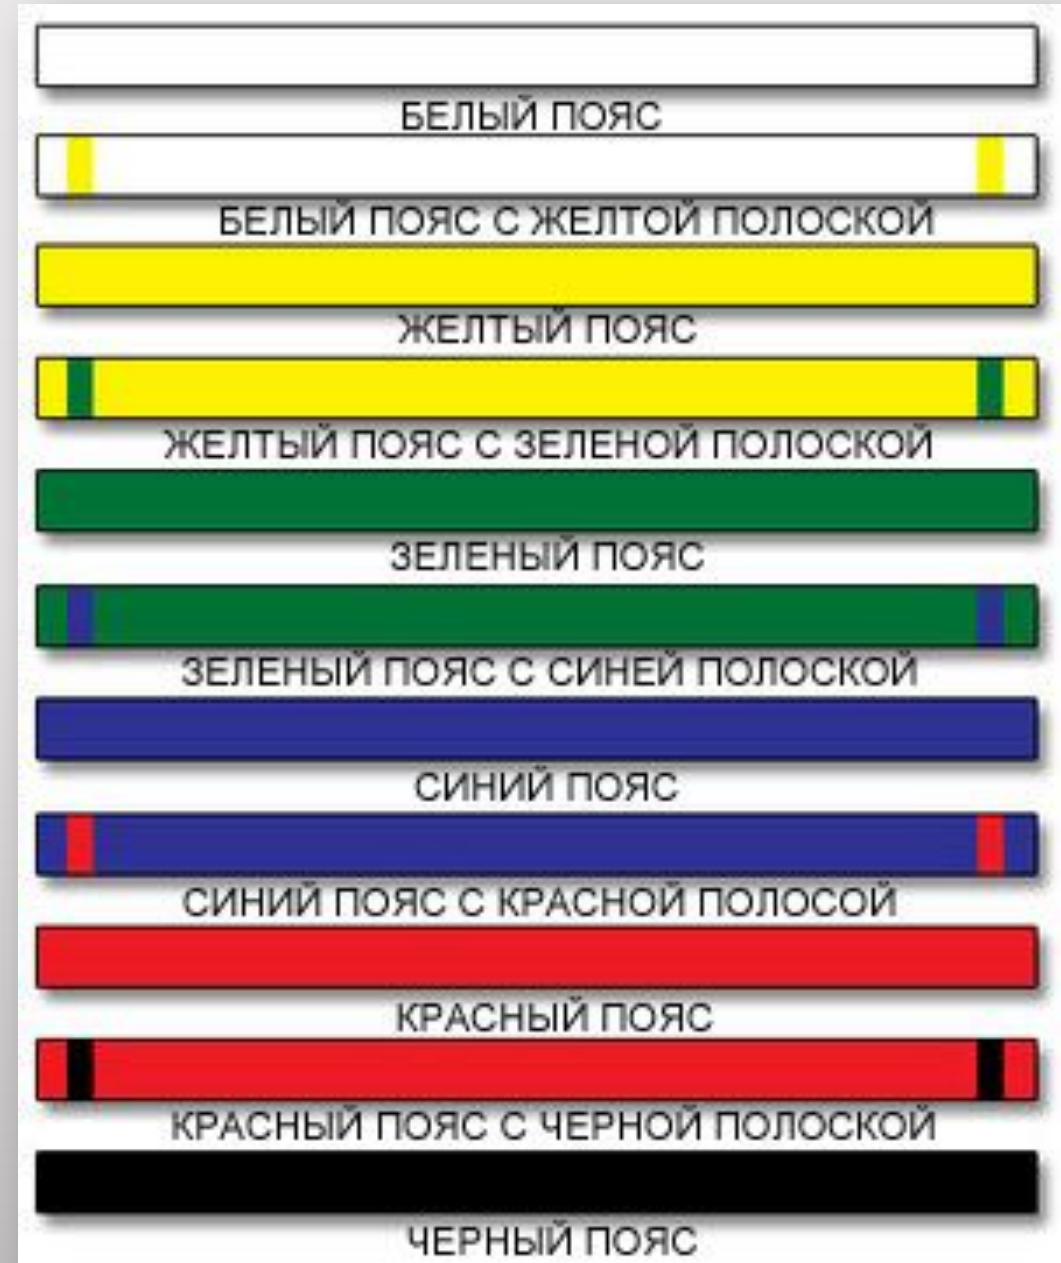 БЕЛЫЙ ПОЯС
БЕЛЫЙ ПОЯС С ЖЕЛТОЙ ПОЛОСКОЙ
ЖЕЛТЫЙ ПОЯС
ЖЕЛТЫЙ ПОЯС С ЗЕЛЕНОЙ ПОЛОСКОЙ
ЗЕЛЕНЫЙ ПОЯС
ЗЕЛЕНЫЙ ПОЯС С СИНЕЙ ПОЛОСКОЙ
СИНИЙ ПОЯС
СИНИЙ ПОЯС С КРАСНОЙ ПОЛОСОЙ
КРАСНЫЙ ПОЯС
КРАСНЫЙ ПОЯС С ЧЕРНОЙ ПОЛОСКОЙ
ЧЕРНЫЙ ПОЯС